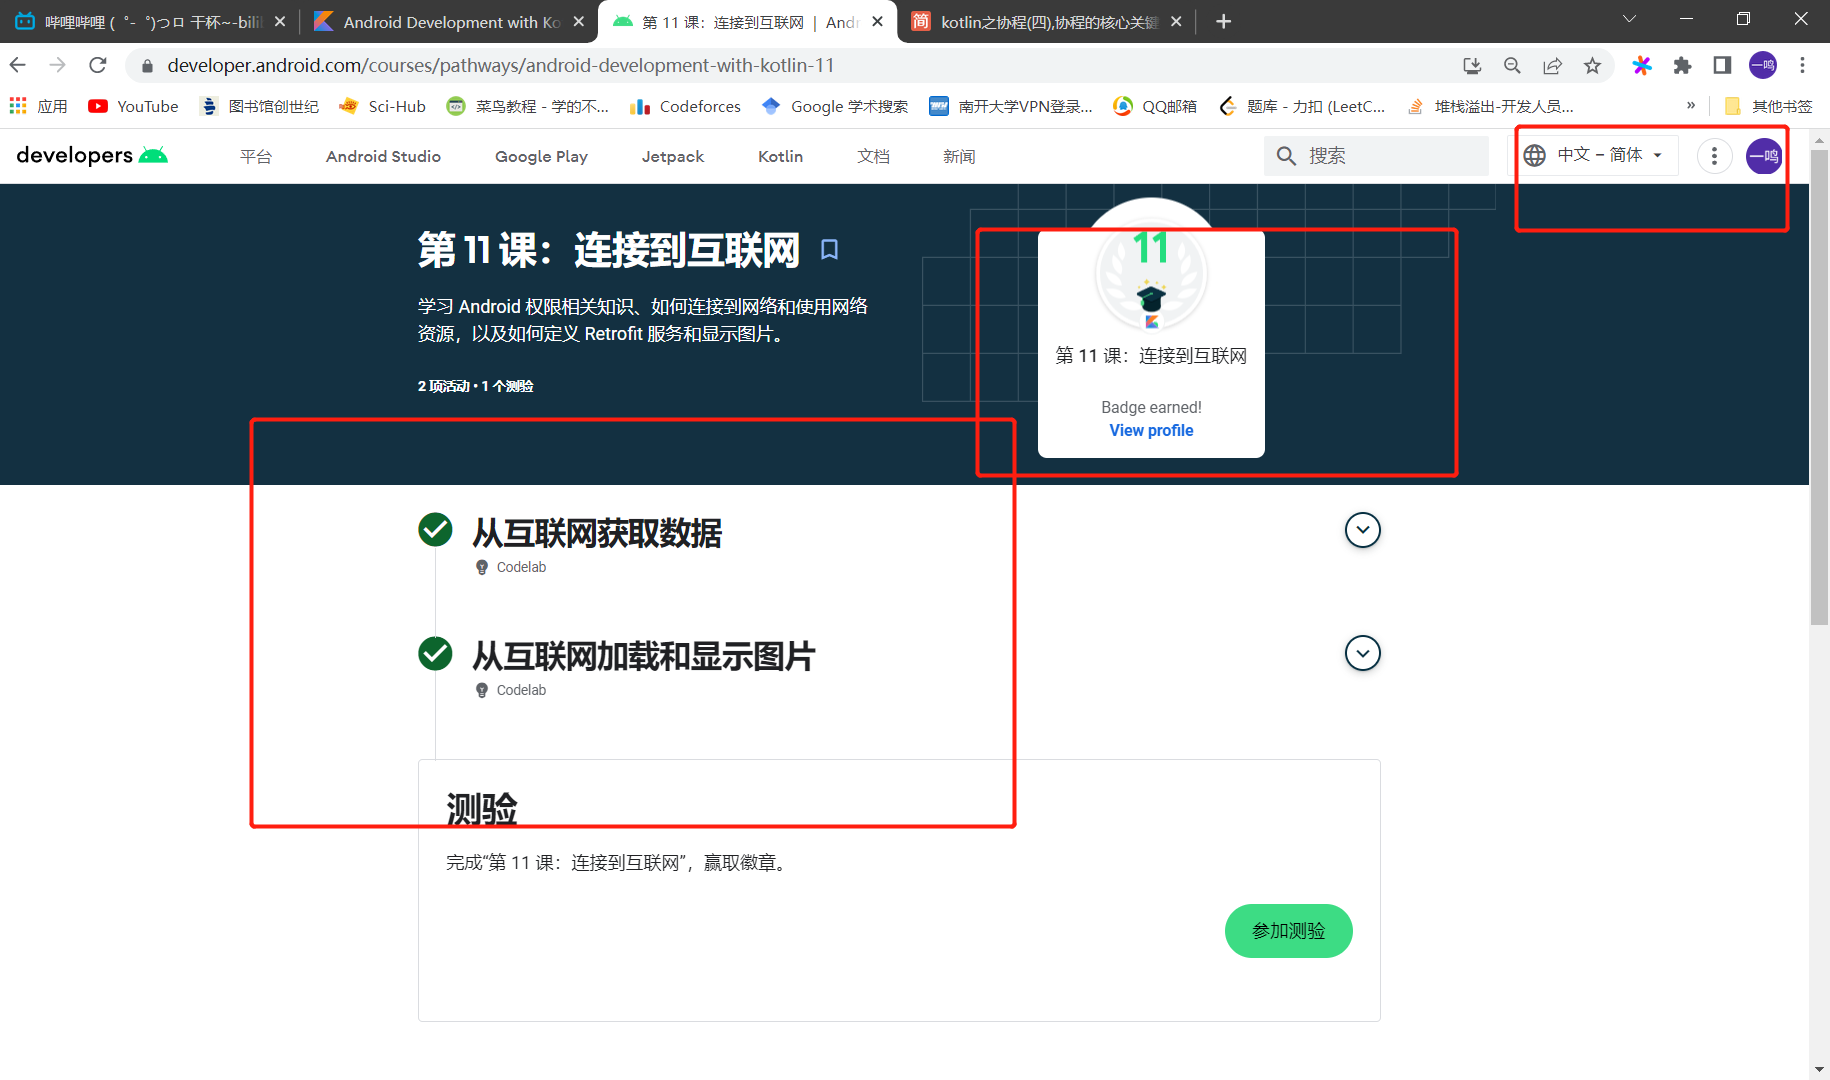 哔哩哔哩 (゜-゜)つロ 干杯~-bili
Android Development with Ko
第 11 课：连接到互联网 | Andr
简 kotlin之协程(四),协程的核心关键
developer.android.com/courses/pathways/android-development-with-kotlin-11
一鸣
应用
YouTube
图书馆创世纪
Sci-Hub
菜鸟教程 - 学的不...
Codeforces
Google 学术搜索
南开大学VPN登录...
QQ邮箱
题库 - 力扣 (LeetC...
堆栈溢出-开发人员...
»
其他书签
developers
平台
Android Studio
Google Play
Jetpack
Kotlin
文档
新闻
搜索
中文 – 简体
一鸣
第 11 课：连接到互联网
学习 Android 权限相关知识、如何连接到网络和使用网络
资源，以及如何定义 Retrofit 服务和显示图片。
2 项活动 • 1 个测验
11
第 11 课：连接到互联网
Badge earned!
View profile
从互联网获取数据
Codelab
从互联网加载和显示图片
Codelab
测验
完成“第 11 课：连接到互联网”，赢取徽章。
参加测验